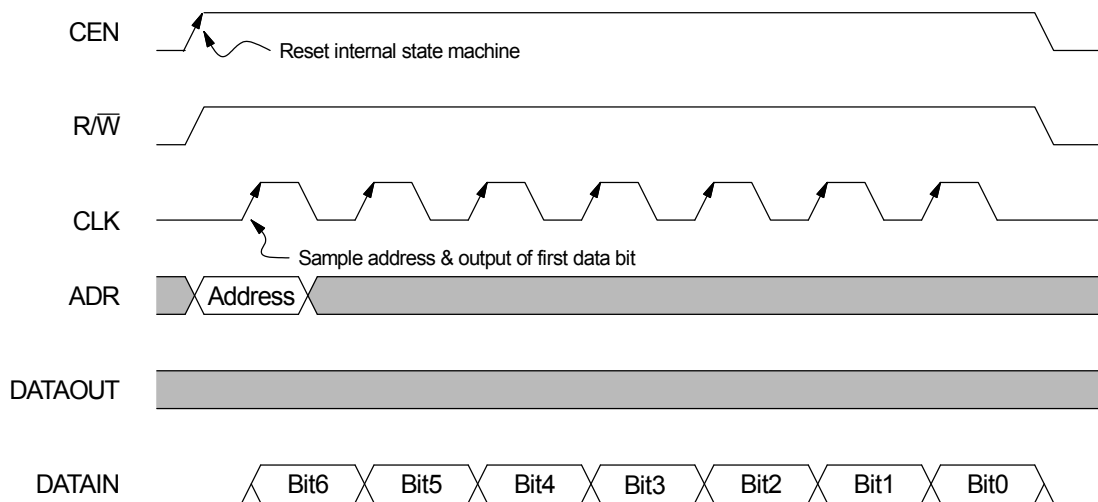 CEN
Reset internal state machine
R/W̅
CLK
Sample address & output of first data bit
ADR
Address
DATAOUT
DATAIN
Bit6 Bit5 Bit4 Bit3 Bit2 Bit1 Bit0